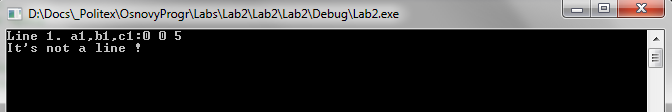 D:\Docs\_Politex\OsnovyProgr\Labs\Lab2\Lab2\Lab2\Debug\Lab2.exe
Line 1. a1,b1,c1:0 0 5
It's not a line !